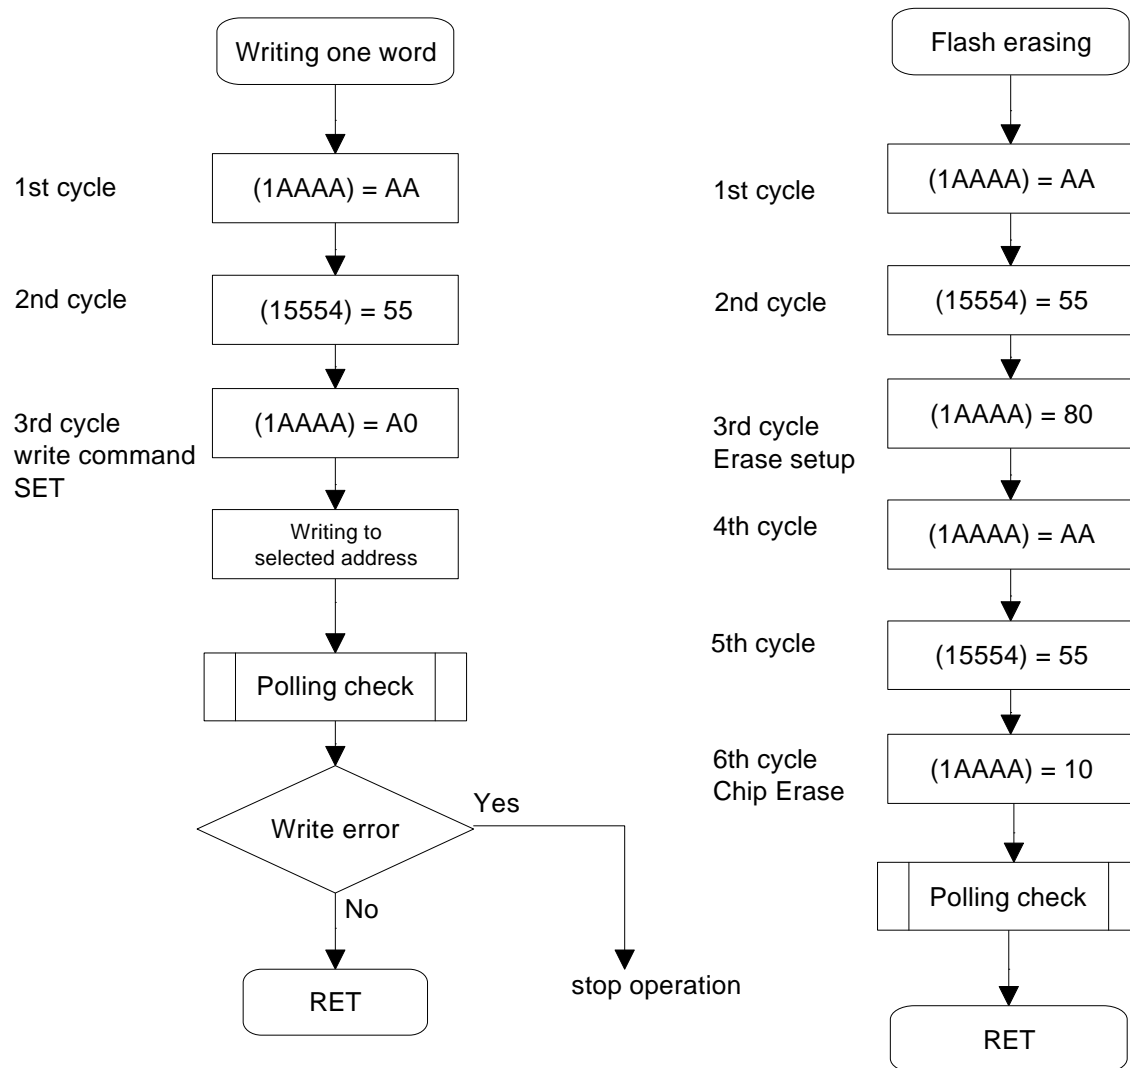 Writing one word
1st cycle
(1AAAA) = AA
2nd cycle
(15554) = 55
3rd cycle
write command
SET
(1AAAA) = A0
Writing to
selected address
Polling check
Write error
Yes
No
stop operation
RET
Flash erasing
1st cycle
(1AAAA) = AA
2nd cycle
(15554) = 55
3rd cycle
Erase setup
(1AAAA) = 80
4th cycle
(1AAAA) = AA
5th cycle
(15554) = 55
6th cycle
Chip Erase
(1AAAA) = 10
Polling check
RET